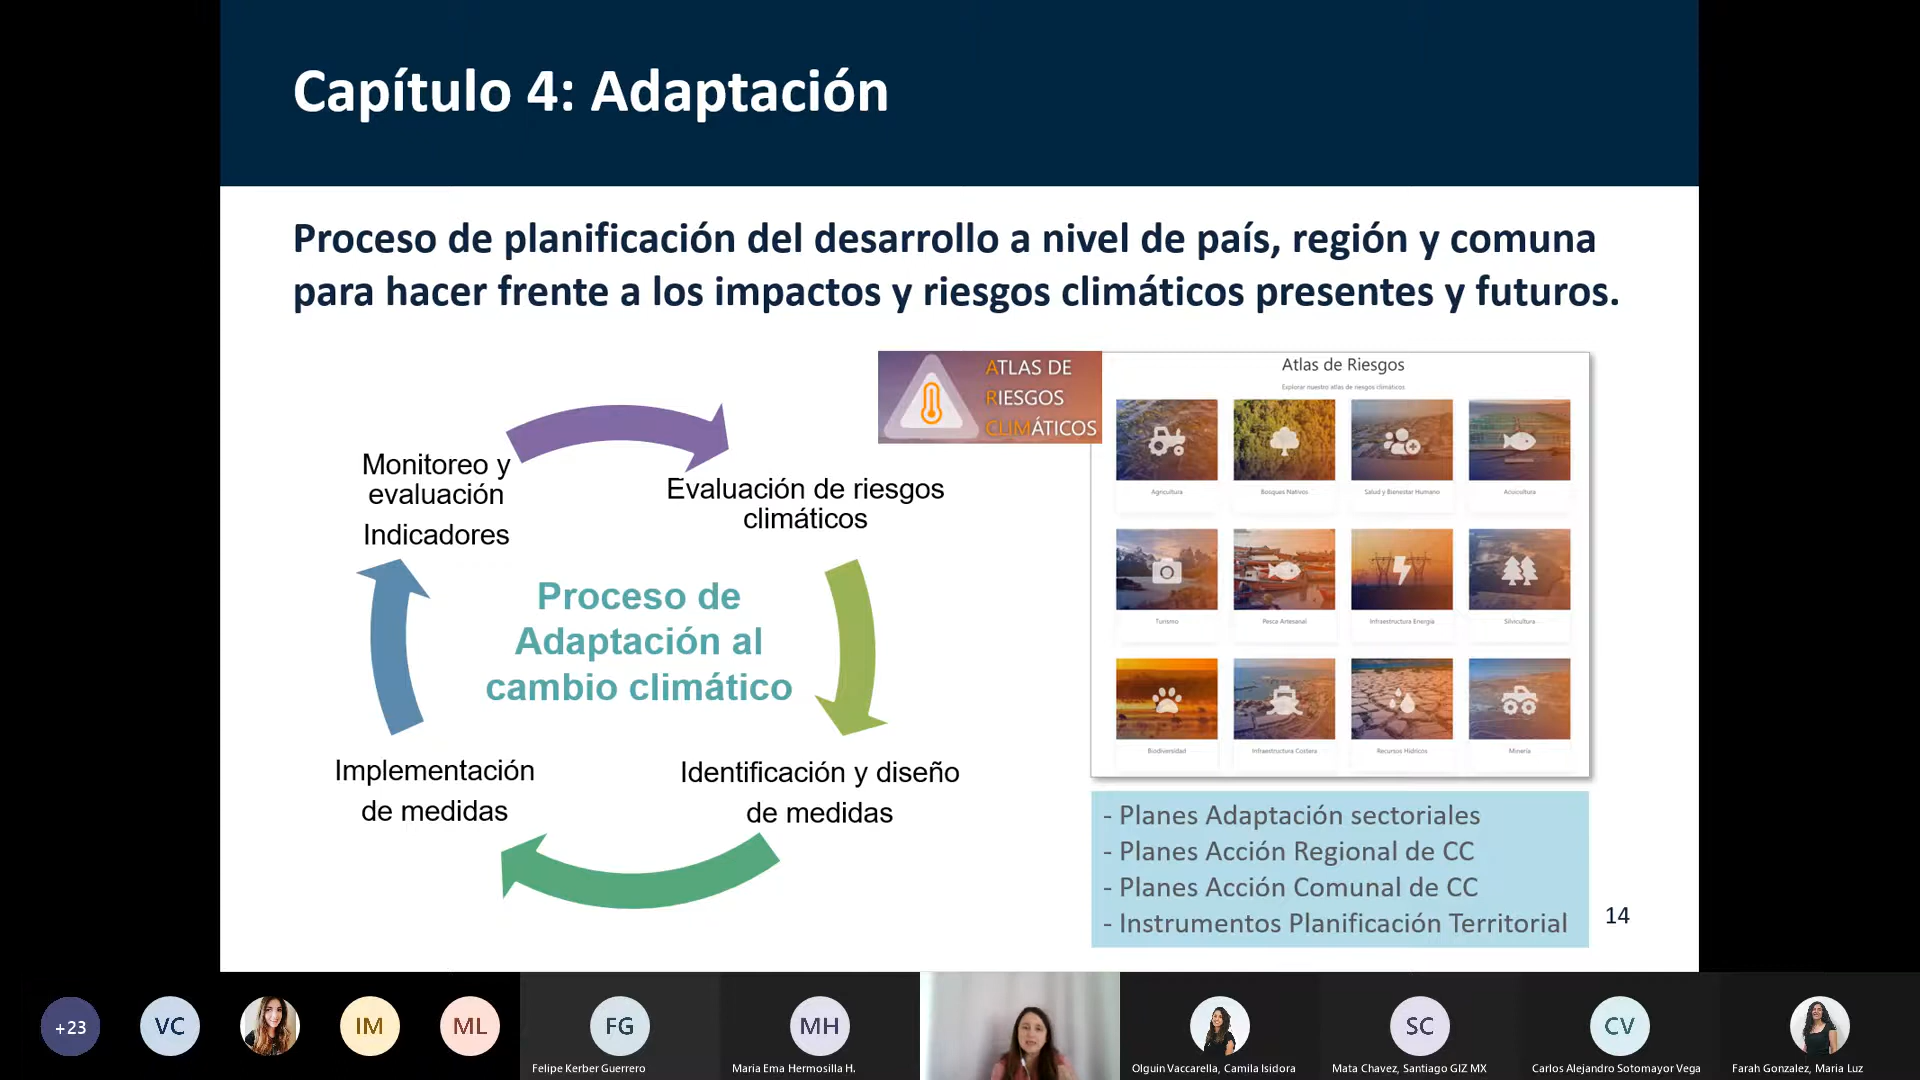 Capítulo 4: Adaptación
Proceso de planificación del desarrollo a nivel de país, región y comuna
para hacer frente a los impactos y riesgos climáticos presentes y futuros.
Monitoreo y
evaluación
Indicadores
Evaluación de riesgos
climáticos
Proceso de
Adaptación al
cambio climático
Implementación
de medidas
Identificación y diseño
de medidas
ATLAS DE
RIESGOS
CLIMÁTICOS
Atlas de Riesgos
Explorar nuestro atlas de riesgos climáticos
Agricultura
Bosques Nativos
Salud y Bienestar Humano
Acuicultura
Turismo
Pesca Artesanal
Infraestructura Energía
Silvicultura
Biodiversidad
Infraestructura Costera
Recursos Hídricos
Minería
- Planes Adaptación sectoriales
- Planes Acción Regional de CC
- Planes Acción Comunal de CC
- Instrumentos Planificación Territorial
14
+23
VC
IM
ML
FG
Felipe Kerber Guerrero
MH
Maria Ema Hermosilla H.
Olguin Vaccarella, Camila Isidora
SC
Mata Chavez, Santiago GIZ MX
CV
Carlos Alejandro Sotomayor Vega
Farah Gonzalez, Maria Luz